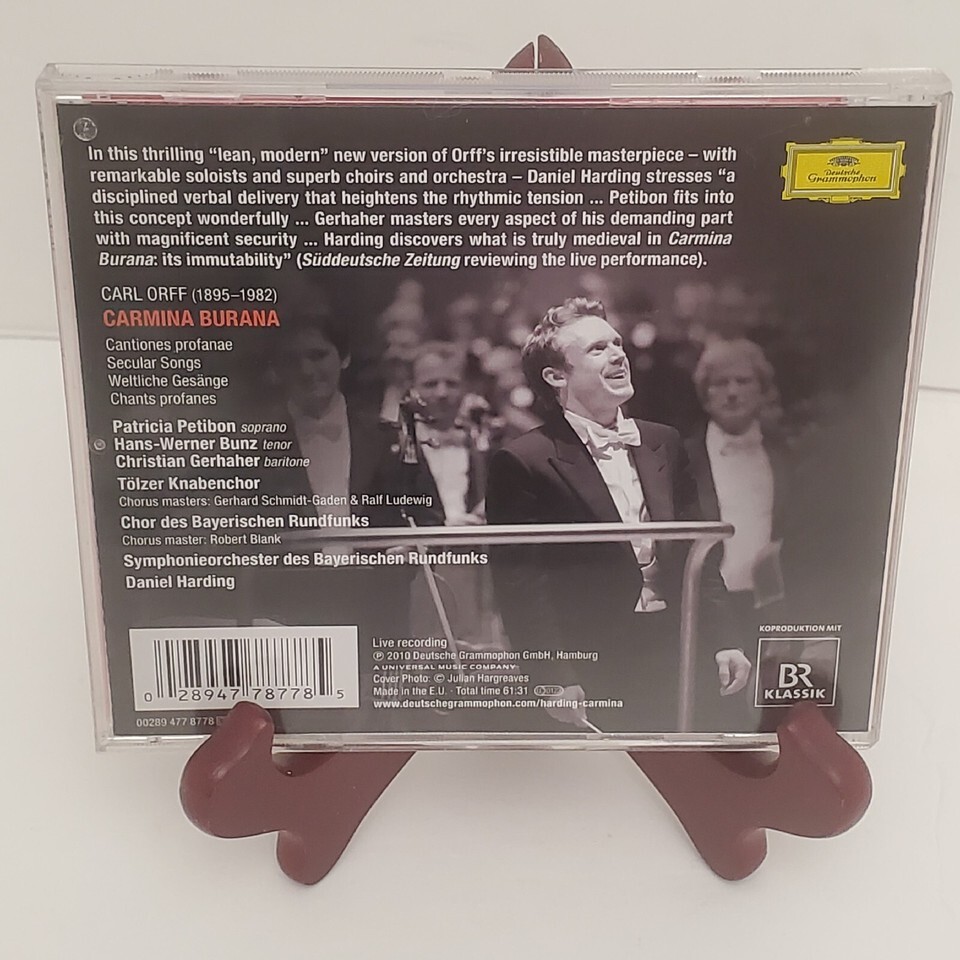 In this thrilling “lean, modern” new version of Orff’s irresistible masterpiece – with
remarkable soloists and superb choirs and orchestra – Daniel Harding stresses “a
disciplined verbal delivery that heightens the rhythmic tension ... Petibon fits into
this concept wonderfully ... Gerhaher masters every aspect of his demanding part
with magnificent security ... Harding discovers what is truly medieval in Carmina
Burana: its immutability” (Süddeutsche Zeitung reviewing the live performance).
Deutsche
Grammophon
CARL ORFF (1895–1982)
CARMINA BURANA
Cantiones profanae
Secular Songs
Weltliche Gesänge
Chants profanes
Patricia Petibon soprano
Hans-Werner Bunz tenor
Christian Gerhaher baritone
Tölzer Knabenchor
Chorus masters: Gerhard Schmidt-Gaden & Ralf Ludewig
Chor des Bayerischen Rundfunks
Chorus master: Robert Blank
Symphonieorchester des Bayerischen Rundfunks
Daniel Harding
0 28947 78778 5
00289 477 8778
Live recording
℗ 2010 Deutsche Grammophon GmbH, Hamburg
A UNIVERSAL MUSIC COMPANY
Cover Photo: © Julian Hargreaves
Made in the E.U. · Total time 61:31
www.deutschegrammophon.com/harding-carmina
KOPRODUKTION MIT
BR
KLASSIK